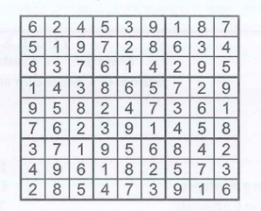 6 2 4 5 3 9 1 8 7
5 1 9 7 2 8 6 3 4
8 3 7 6 1 4 2 9 5
1 4 3 8 6 5 7 2 9
9 5 8 2 4 7 3 6 1
7 6 2 3 9 1 4 5 8
3 7 1 9 5 6 8 4 2
4 9 6 1 8 2 5 7 3
2 8 5 4 7 3 9 1 6